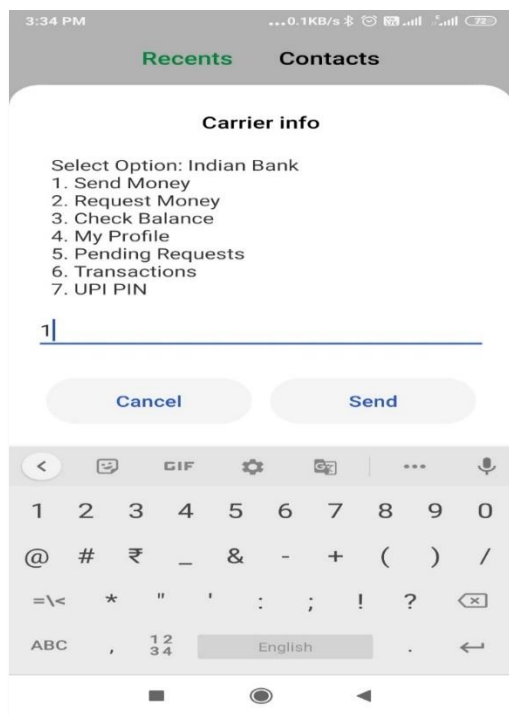 3:34 PM ...0.1KB/s 72
Recents Contacts
Carrier info
Select Option: Indian Bank
1. Send Money
2. Request Money
3. Check Balance
4. My Profile
5. Pending Requests
6. Transactions
7. UPI PIN
1
Cancel Send
GIF
1 2 3 4 5 6 7 8 9 0
@ # ₹ _ & - + ( ) /
=\< * " ' : ; ! ?
ABC , 12 34 English .